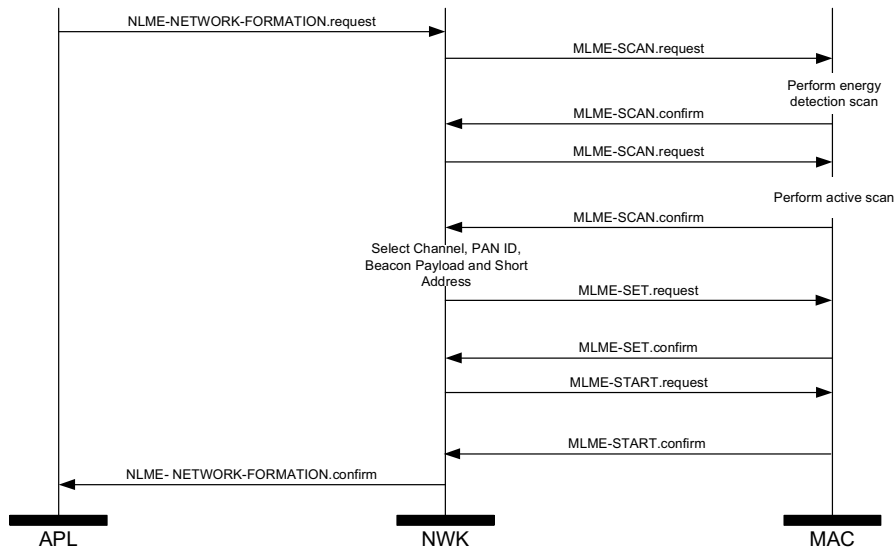 NLME-NETWORK-FORMATION.request
MLME-SCAN.request
Perform energy
detection scan
MLME-SCAN.confirm
MLME-SCAN.request
Perform active scan
MLME-SCAN.confirm
Select Channel, PAN ID,
Beacon Payload and Short
Address
MLME-SET.request
MLME-SET.confirm
MLME-START.request
MLME-START.confirm
NLME- NETWORK-FORMATION.confirm
APL
NWK
MAC